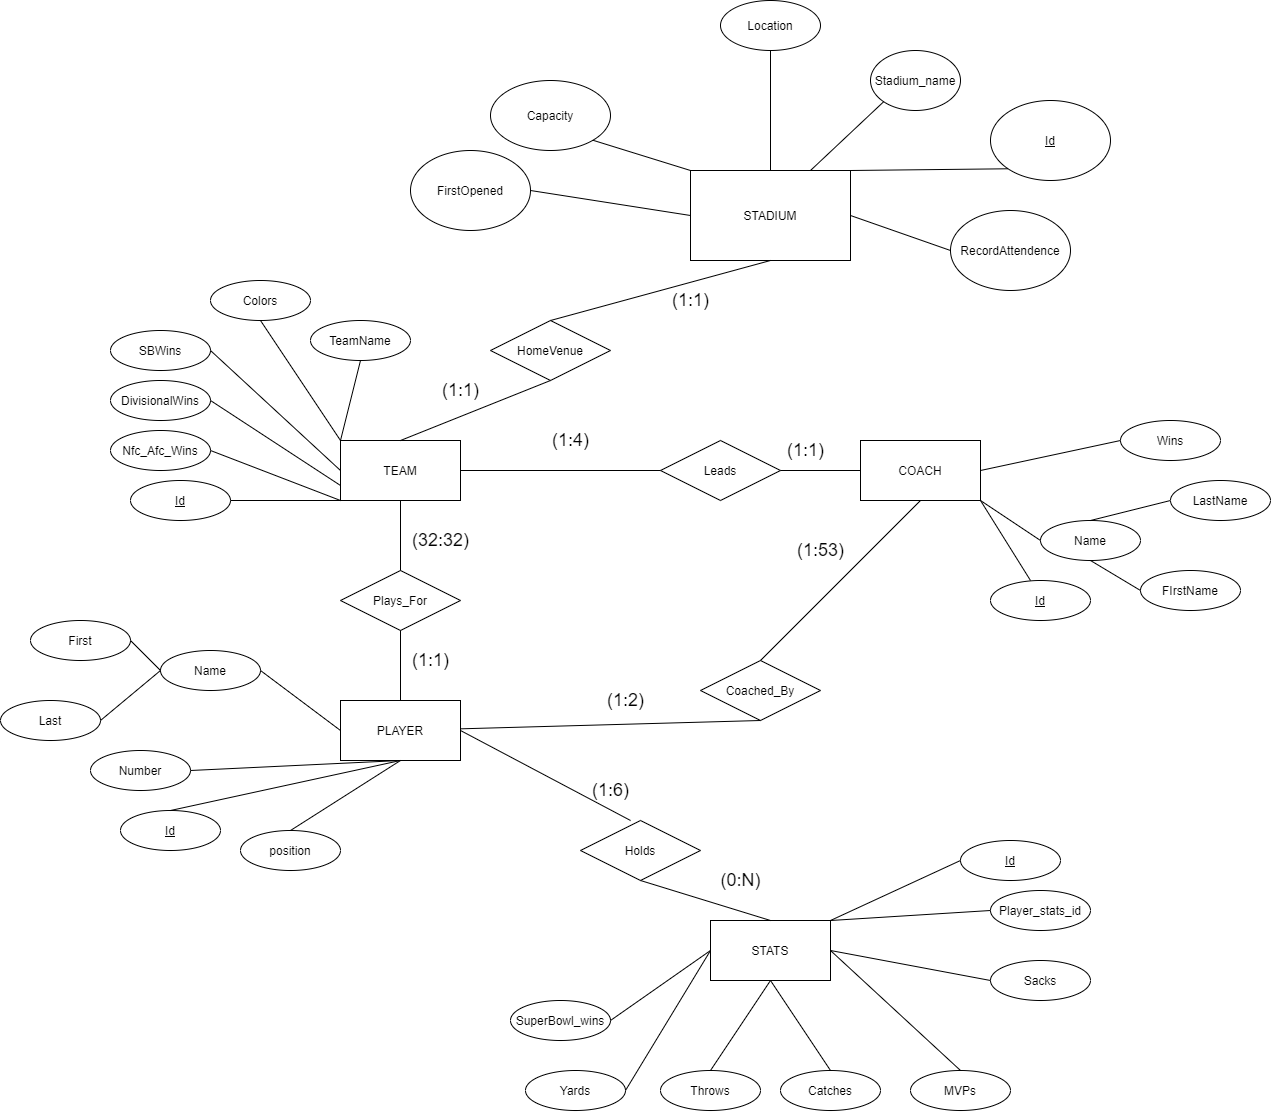 Location
Stadium_name
Capacity
Id
FirstOpened
STADIUM
RecordAttendence
(1:1)
Colors
TeamName
SBWins
HomeVenue
DivisionalWins
(1:1)
Nfc_Afc_Wins
TEAM
(1:4)
Leads
(1:1)
COACH
Wins
Id
LastName
Name
FIrstName
Id
(32:32)
(1:53)
Plays_For
First
Name
(1:1)
Last
Coached_By
(1:2)
PLAYER
Number
Id
position
(1:6)
Holds
(0:N)
Id
Player_stats_id
STATS
Sacks
SuperBowl_wins
Yards
Throws
Catches
MVPs